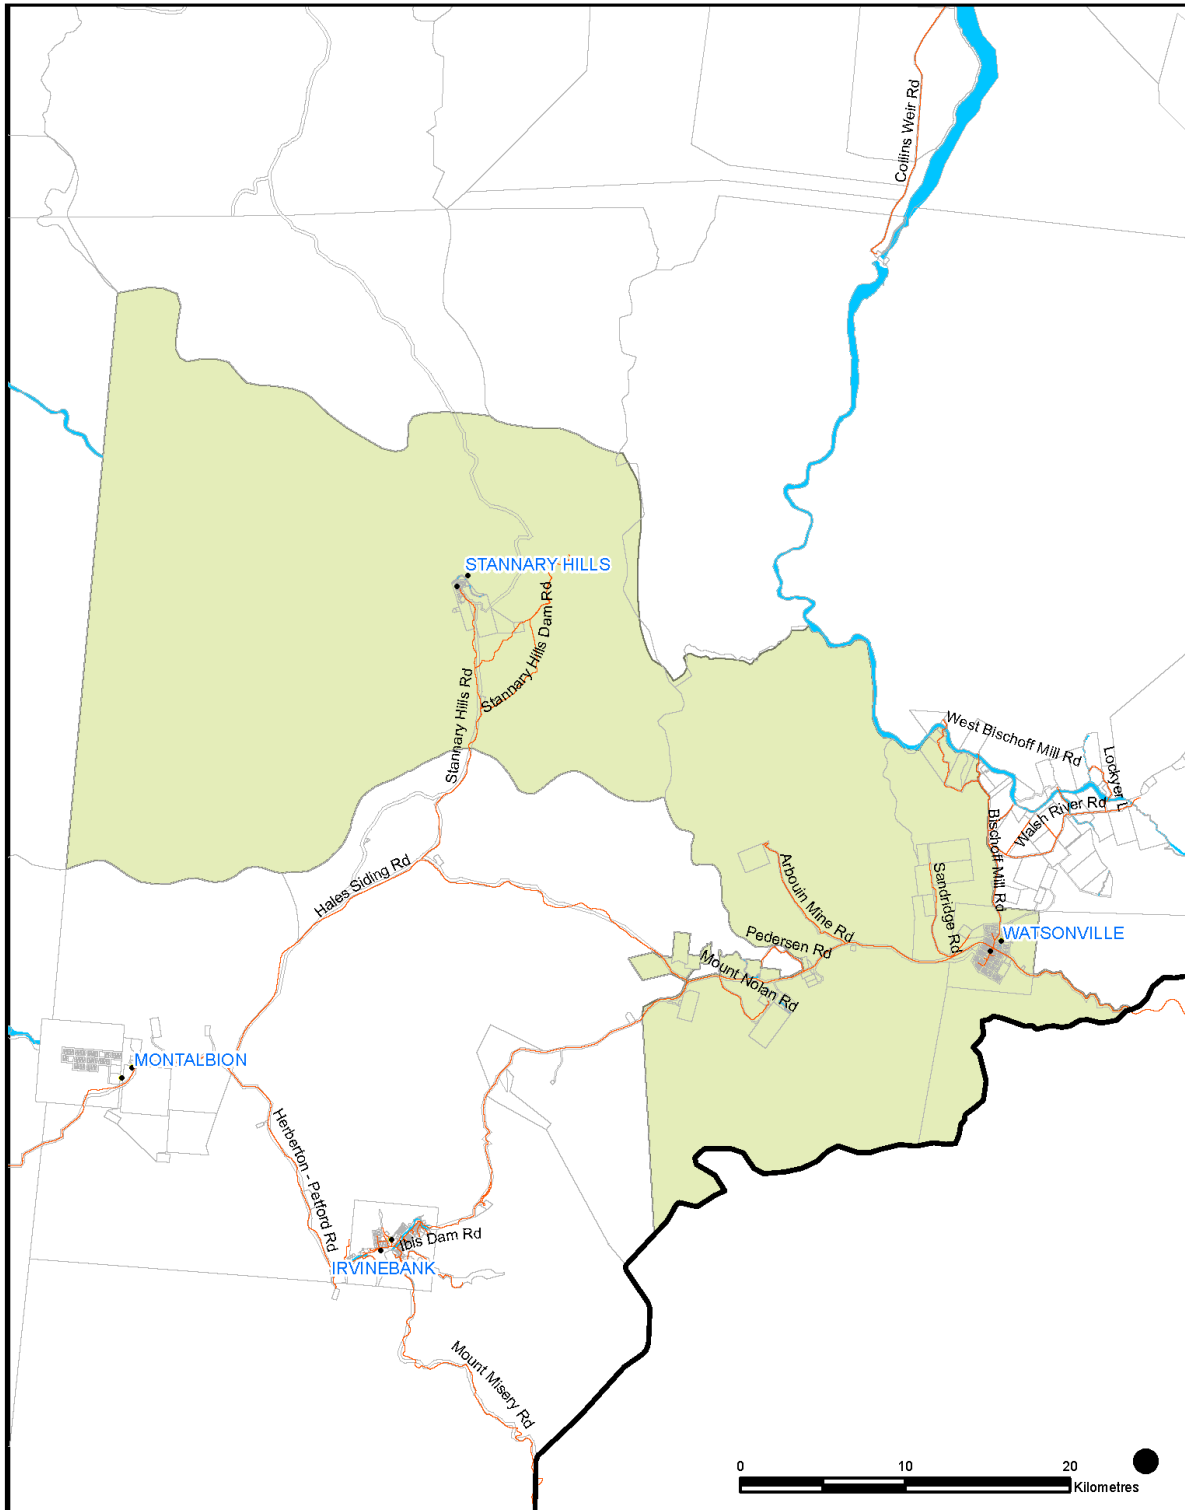 Collins Weir Rd
STANNARY HILLS
Stannary Hills Dam Rd
Stannary Hills Rd
West Bischoff Mill Rd
Lockyer L
Walsh River Rd
Bischoff Mill Rd
Hales Siding Rd
Arbouin Mine Rd
Sandridge Rd
WATSONVILLE
Pedersen Rd
Mount Nolan Rd
MONTALBION
Herberton - Petford Rd
Ibis Dam Rd
IRVINEBANK
Mount Misery Rd
0 10 20
Kilometres